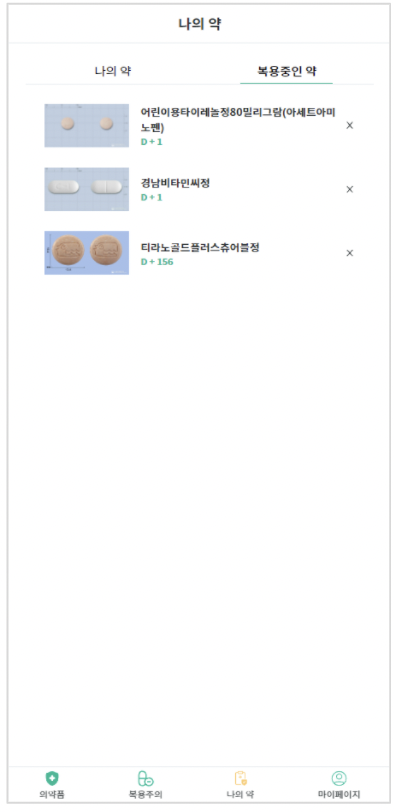 나의 약
나의 약
복용중인 약
어린이용타이레놀정80밀리그람(아세트아미
노펜)
D + 1
X
경남비타민씨정
D + 1
X
티라노골드플러스츄어블정
D + 156
X
의약품
복용주의
나의 약
마이페이지